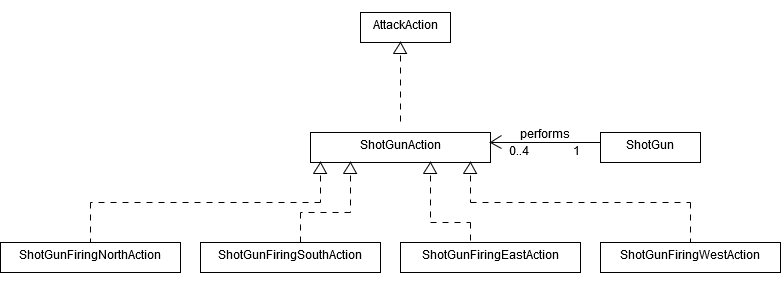 AttackAction
performs
ShotGunAction
ShotGun
0..4
1
ShotGunFiringNorthAction
ShotGunFiringSouthAction
ShotGunFiringEastAction
ShotGunFiringWestAction